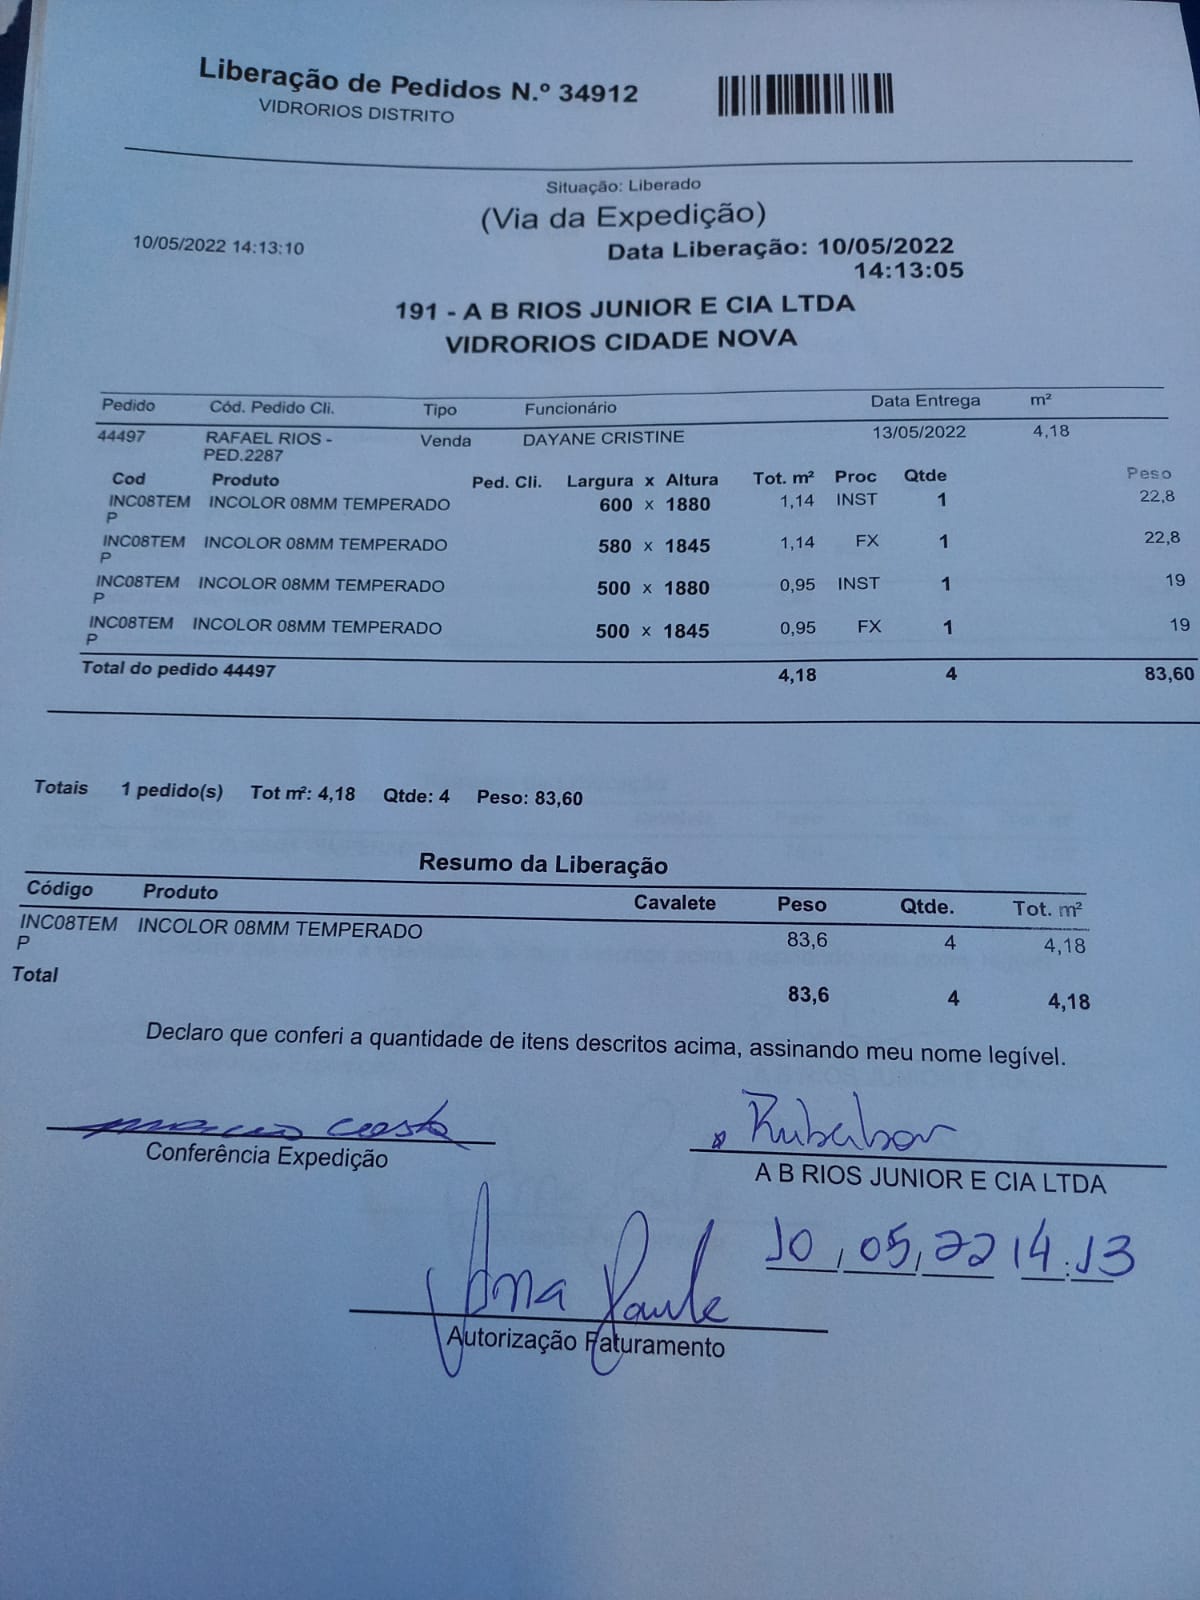 Liberação de Pedidos N.º 34912
VIDRORIOS DISTRITO
Situação: Liberado
(Via da Expedição)
10/05/2022 14:13:10
Data Liberação: 10/05/2022
14:13:05
191 - A B RIOS JUNIOR E CIA LTDA
VIDRORIOS CIDADE NOVA
Pedido Cód. Pedido Cli. Tipo Funcionário Data Entrega m²
44497 RAFAEL RIOS - Venda DAYANE CRISTINE 13/05/2022 4,18
PED.2287
Cod Produto Ped. Cli. Largura x Altura Tot. m² Proc Qtde Peso
INC08TEM INCOLOR 08MM TEMPERADO 600 x 1880 1,14 INST 1 22,8
P
INC08TEM INCOLOR 08MM TEMPERADO 580 x 1845 1,14 FX 1 22,8
P
INC08TEM INCOLOR 08MM TEMPERADO 500 x 1880 0,95 INST 1 19
P
INC08TEM INCOLOR 08MM TEMPERADO 500 x 1845 0,95 FX 1 19
P
Total do pedido 44497 4,18 4 83,60
Totais 1 pedido(s) Tot m²: 4,18 Qtde: 4 Peso: 83,60
Resumo da Liberação
Código Produto Cavalete Peso Qtde. Tot. m²
INC08TEM INCOLOR 08MM TEMPERADO 83,6 4 4,18
P
Total 83,6 4 4,18
Declaro que conferi a quantidade de itens descritos acima, assinando meu nome legível.
Conferência Expedição
A B RIOS JUNIOR E CIA LTDA
10,05,22 14:13
Ana Paula
Autorização Faturamento